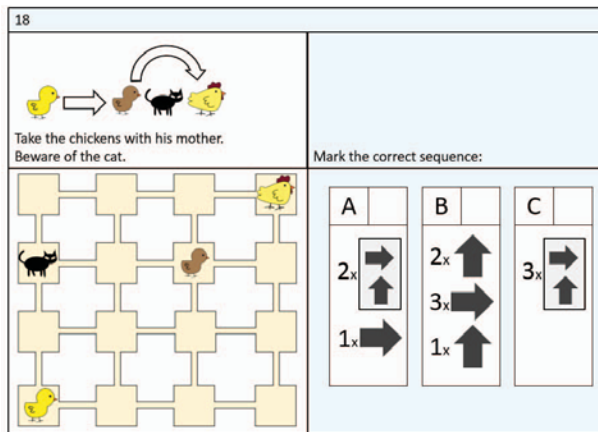 18
Take the chickens with his mother.
Beware of the cat.
Mark the correct sequence:
A B C
2x 2x 3x
3x
1x 1x